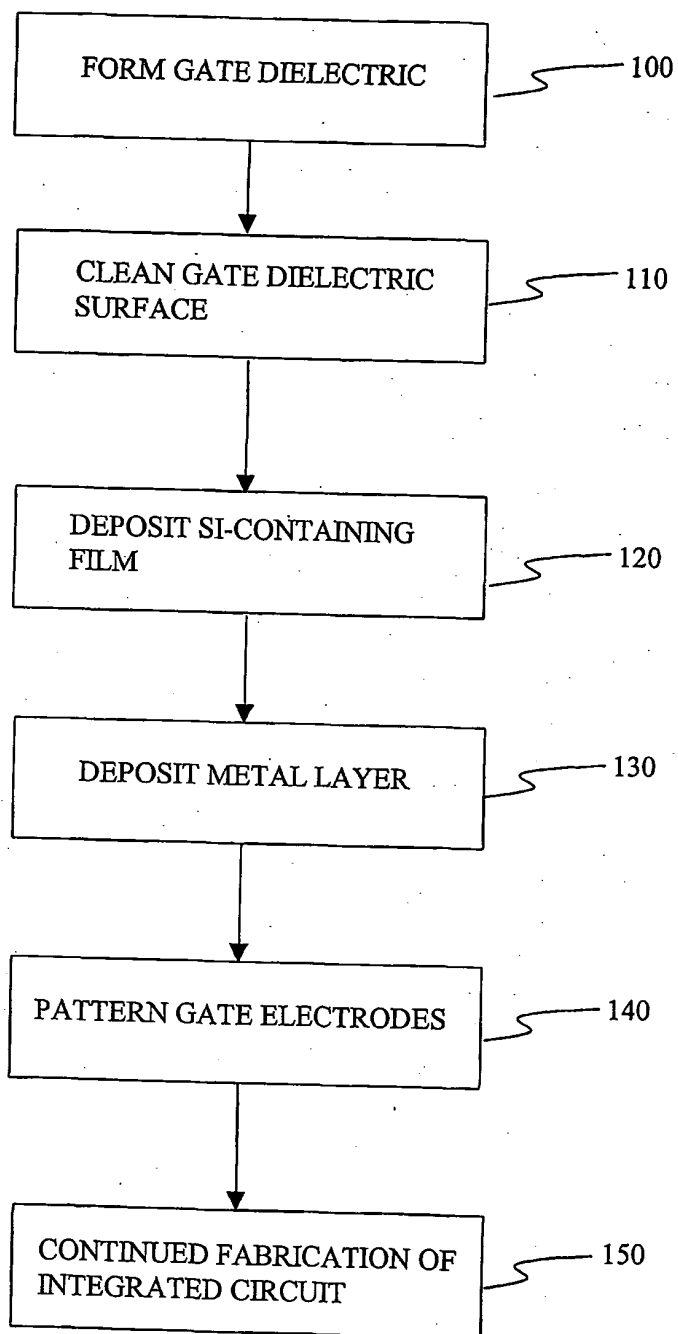 FORM GATE DIELECTRIC
100
CLEAN GATE DIELECTRIC
SURFACE
110
DEPOSIT SI-CONTAINING
FILM
120
DEPOSIT METAL LAYER
130
PATTERN GATE ELECTRODES
140
CONTINUED FABRICATION OF
INTEGRATED CIRCUIT
150